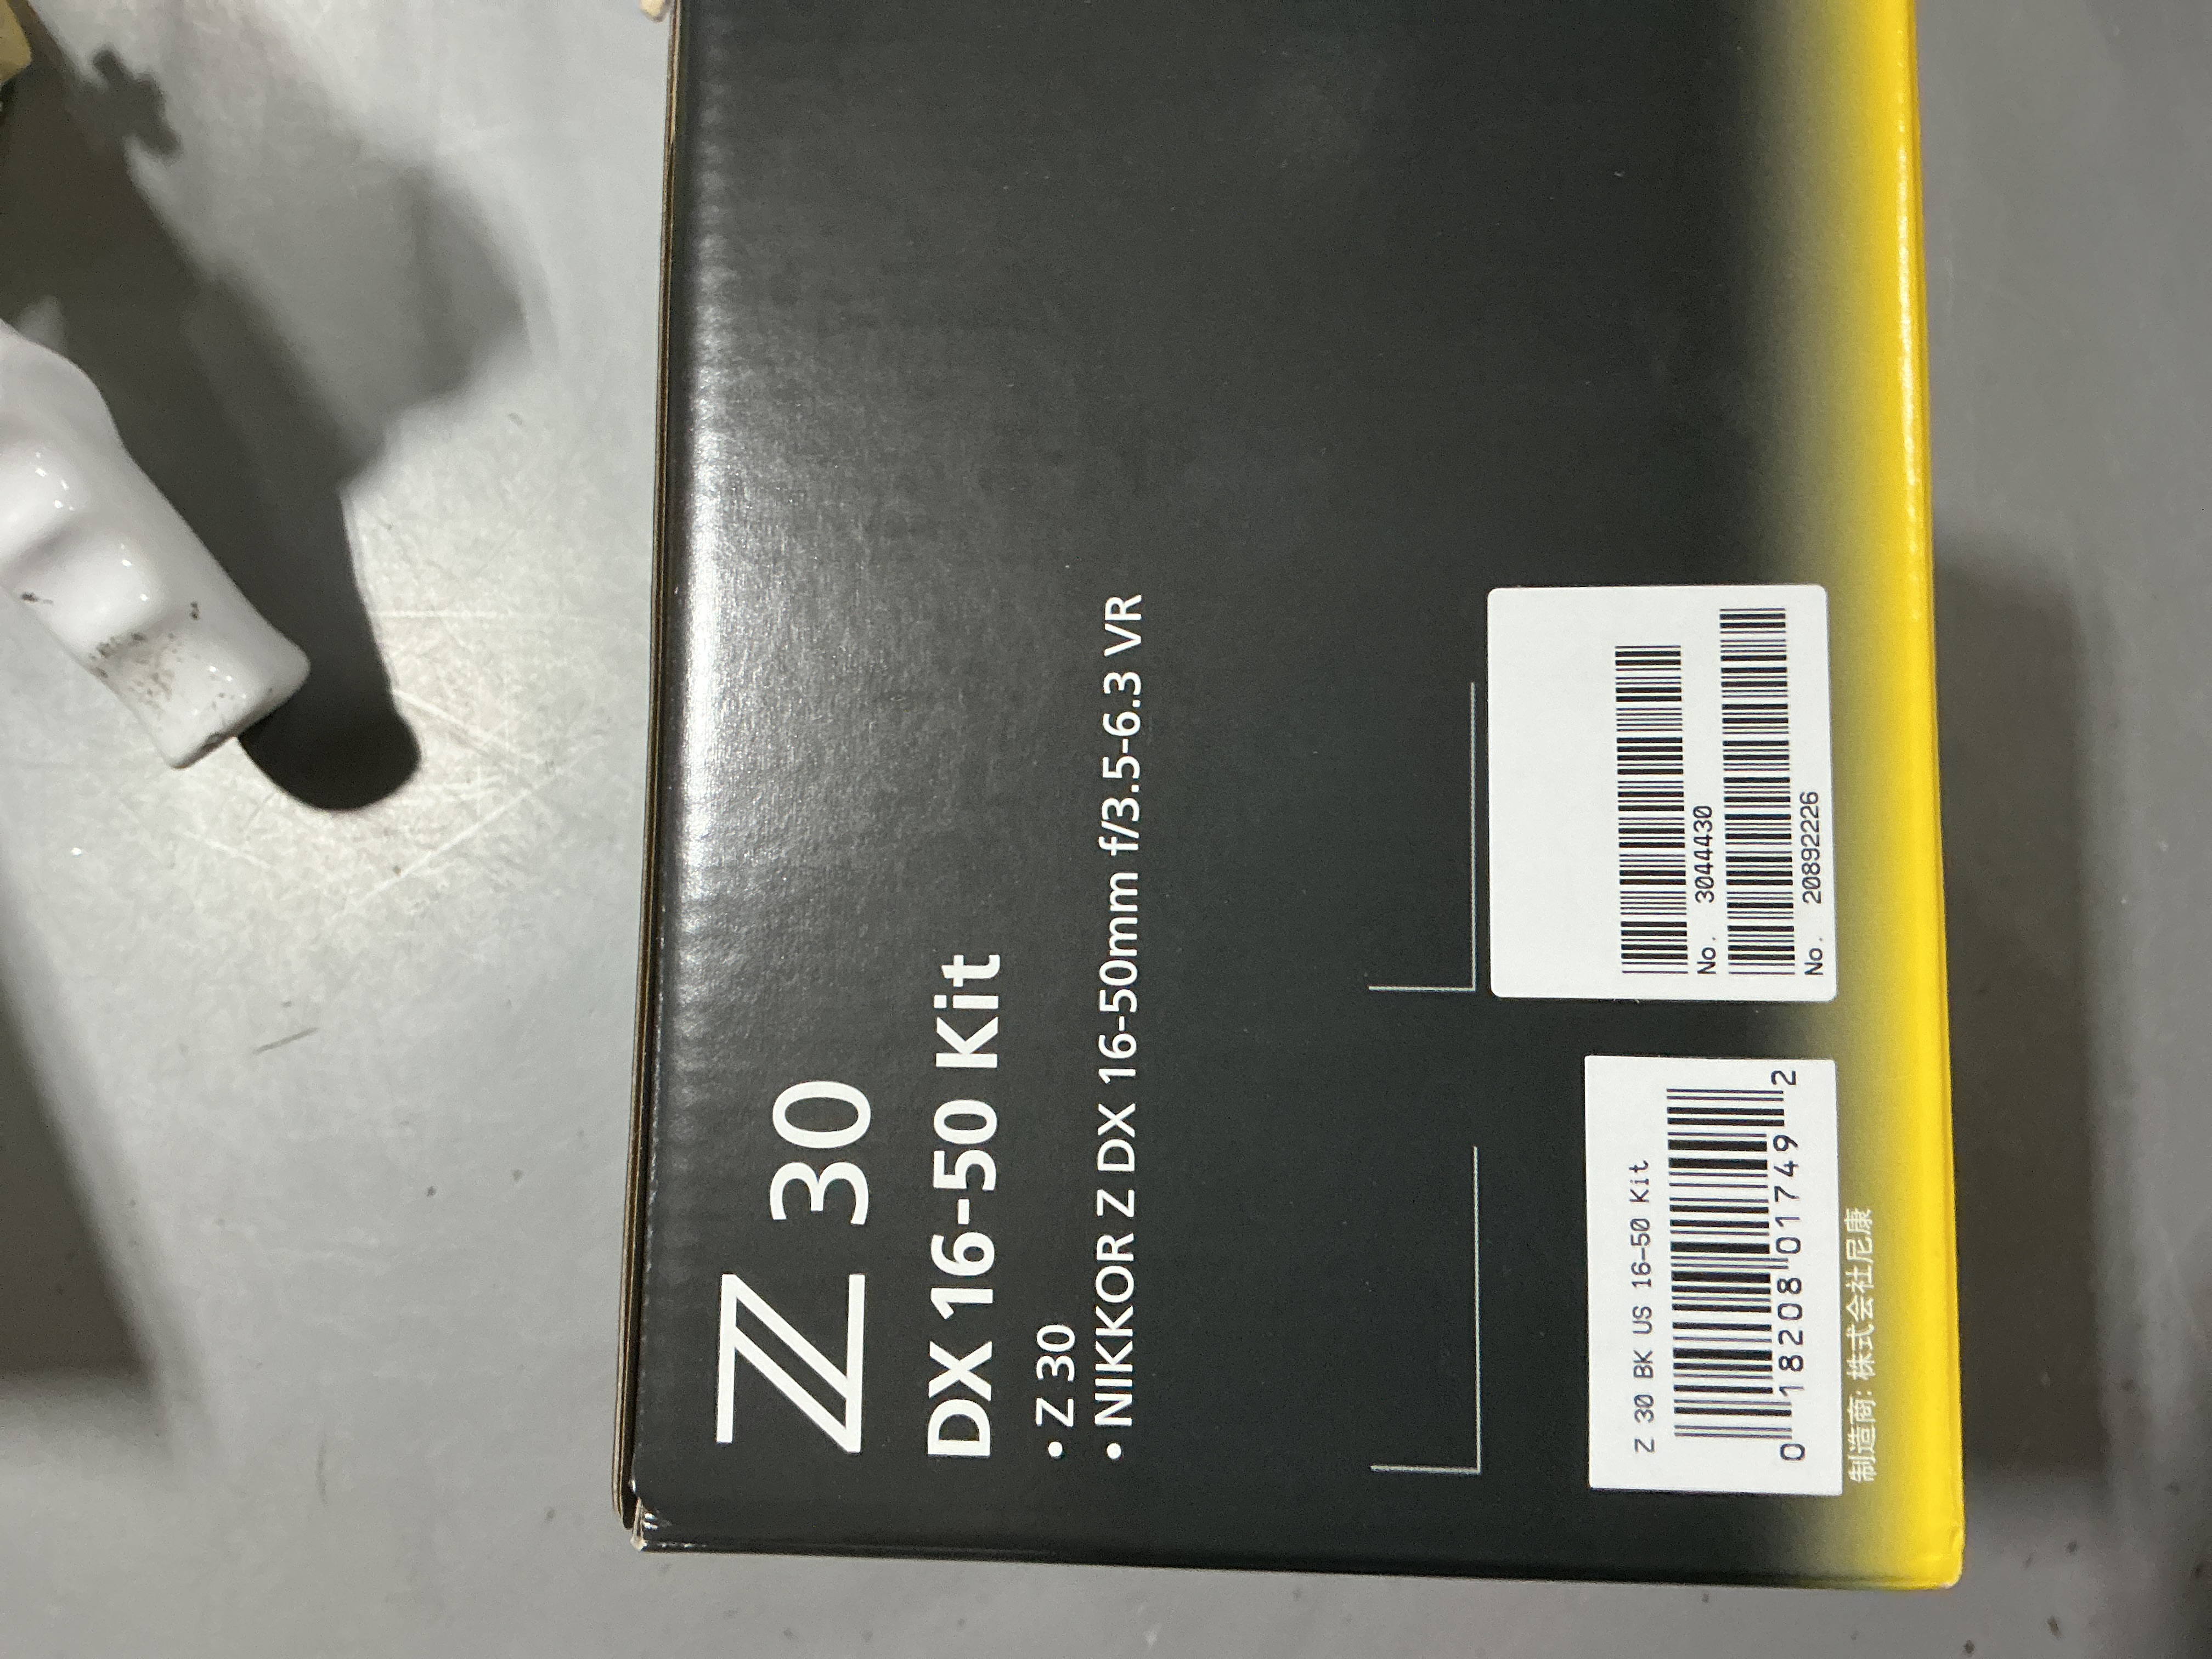 Z 30
DX 16-50 Kit
• Z 30
• NIKKOR Z DX 16-50mm f/3.5-6.3 VR
Z 30 BK US 16-50 Kit
0 18208 01749 2
No. 3044430
No. 20892226
制造商: 株式会社尼康